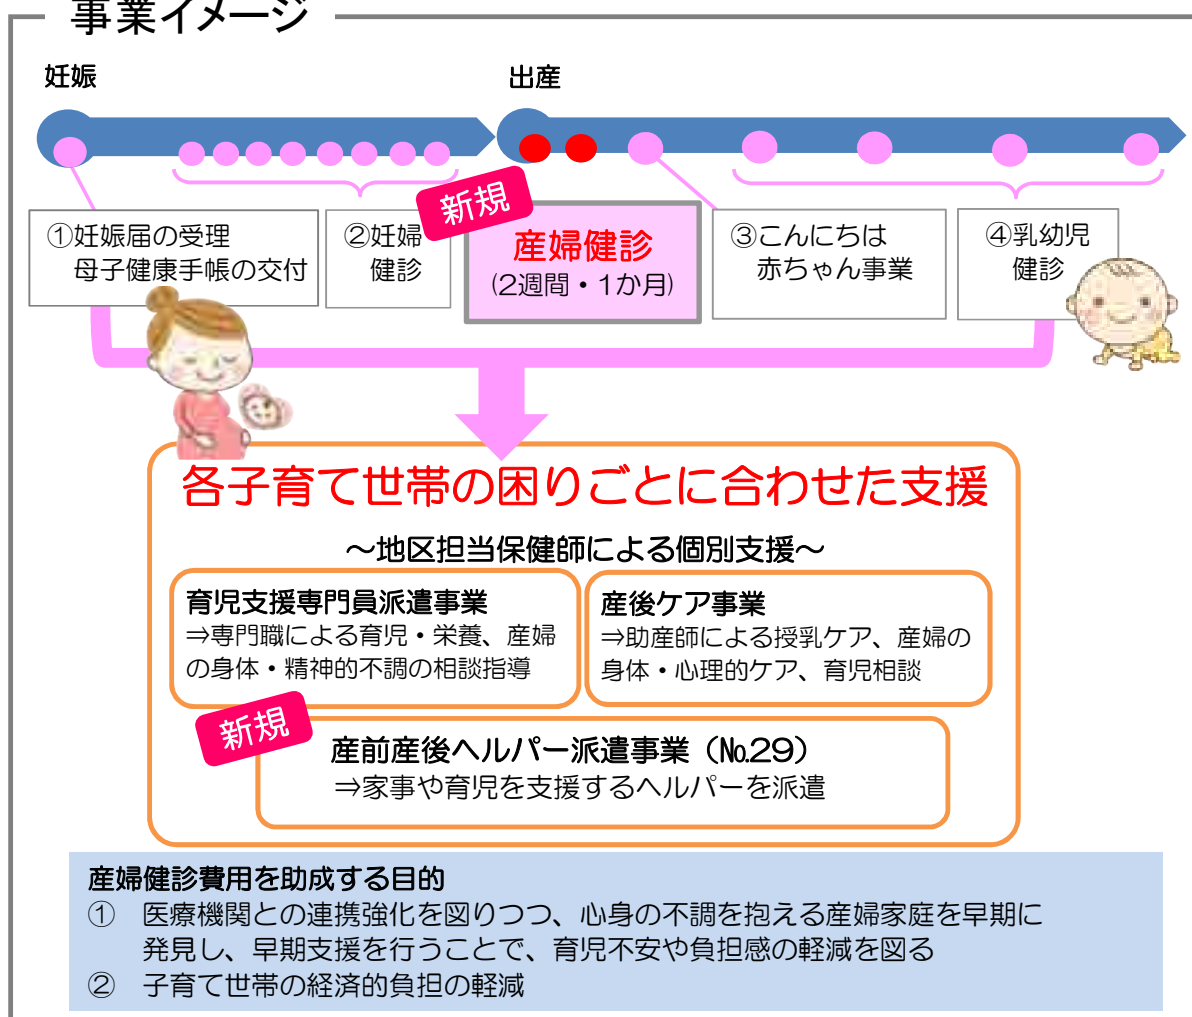 事業イメージ
妊娠
出産
①妊娠届の受理
母子健康手帳の交付
②妊婦
健診
新規
産婦健診
(2週間・1か月)
③こんにちは
赤ちゃん事業
④乳幼児
健診
各子育て世帯の困りごとに合わせた支援
～地区担当保健師による個別支援～
育児支援専門員派遣事業
⇒専門職による育児・栄養、産婦
の身体・精神的不調の相談指導
産後ケア事業
⇒助産師による授乳ケア、産婦の
身体・心理的ケア、育児相談
新規
産前産後ヘルパー派遣事業（№29）
⇒家事や育児を支援するヘルパーを派遣
産婦健診費用を助成する目的
①　医療機関との連携強化を図りつつ、心身の不調を抱える産婦家庭を早期に
発見し、早期支援を行うことで、育児不安や負担感の軽減を図る
②　子育て世帯の経済的負担の軽減